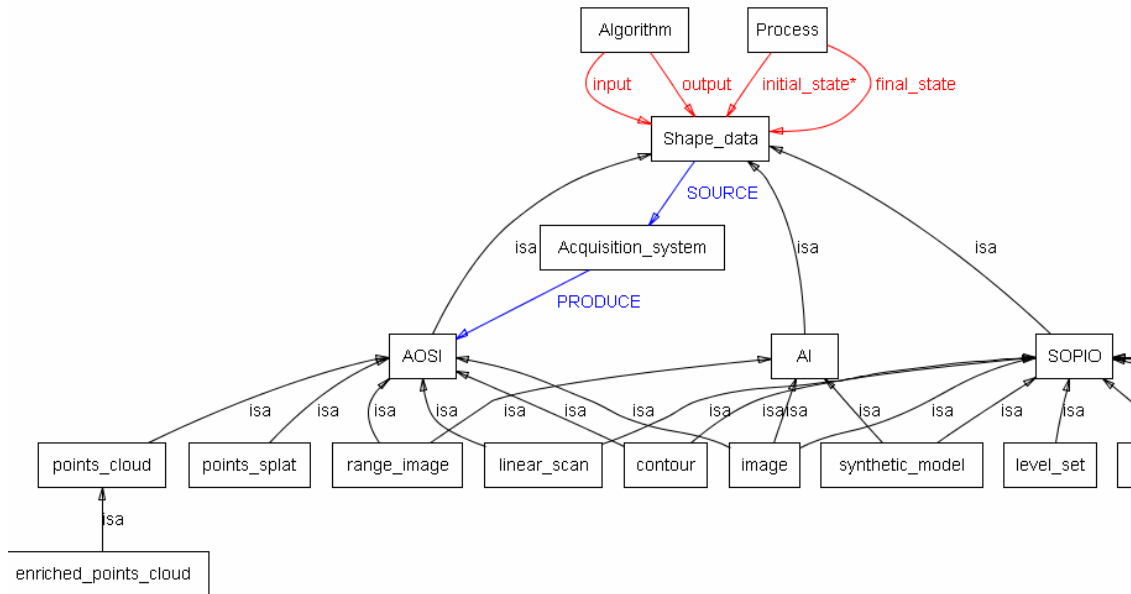 Algorithm
Process
input
output
initial_state*
final_state
Shape_data
SOURCE
isa
Acquisition_system
isa
isa
PRODUCE
AOSI
AI
SOPIO
isa
isa
isa
isa
isa
isa
isa
isa
isa
isa
isa
isa
isa
isa
points_cloud
points_splat
range_image
linear_scan
contour
image
synthetic_model
level_set
isa
enriched_points_cloud